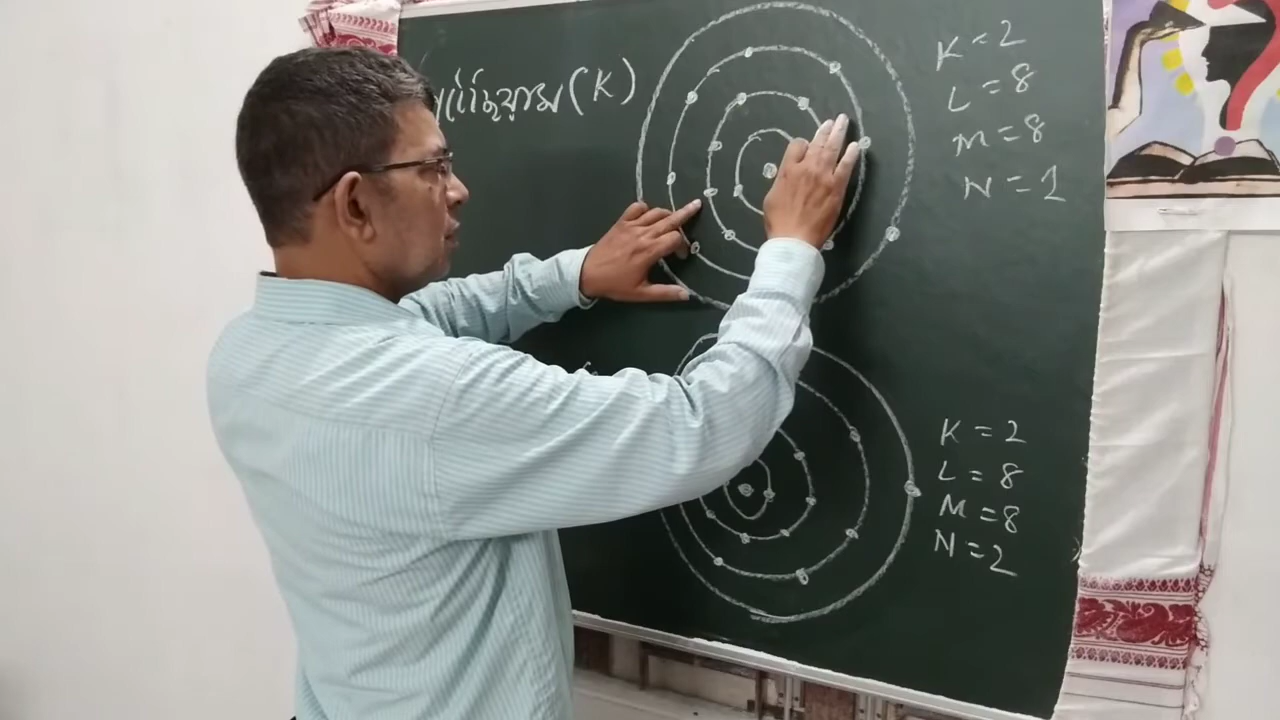 (K)
K = 2
L = 8
M = 8
N = 1
K = 2
L = 8
M = 8
N = 2